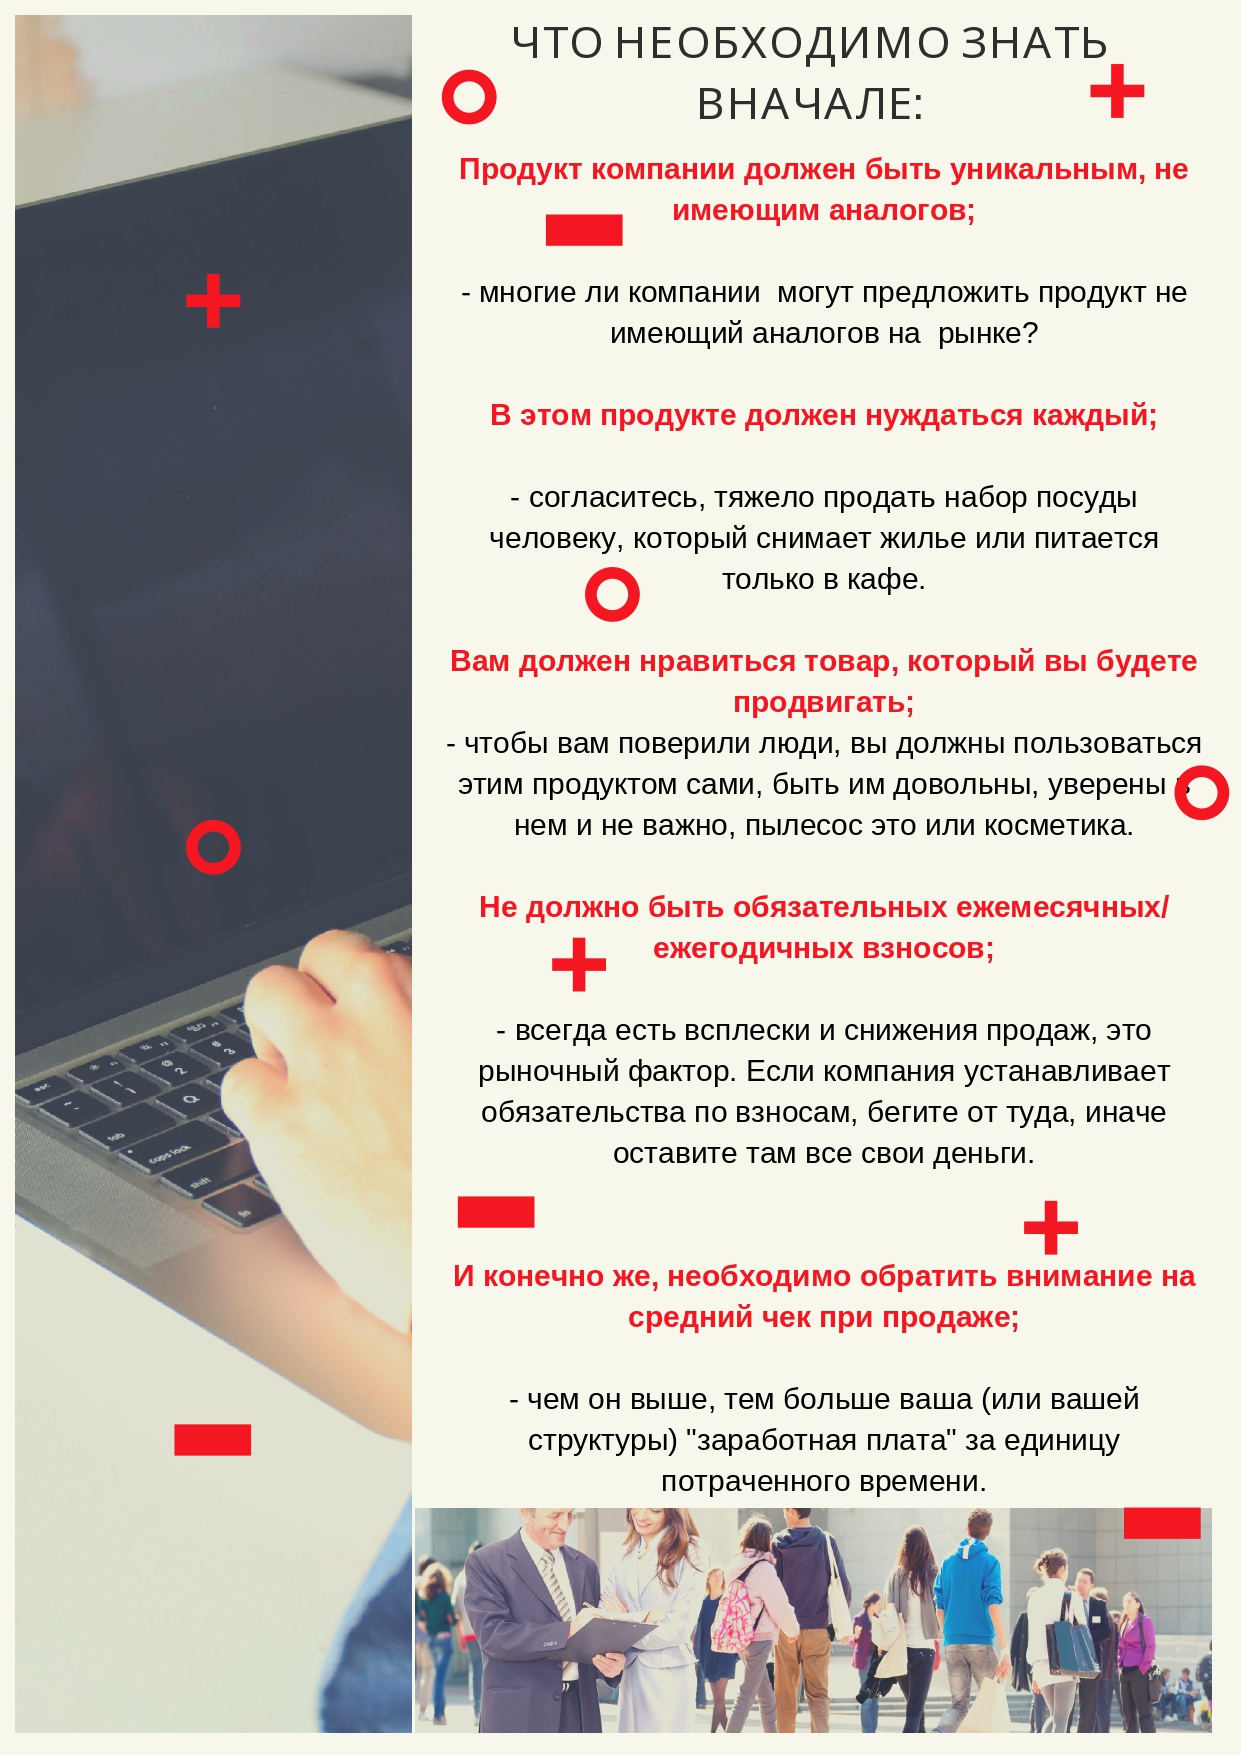 ЧТО НЕОБХОДИМО ЗНАТЬ
ВНАЧАЛЕ:
Продукт компании должен быть уникальным, не
имеющим аналогов;
- многие ли компании  могут предложить продукт не
имеющий аналогов на  рынке?
В этом продукте должен нуждаться каждый;
- согласитесь, тяжело продать набор посуды
человеку, который снимает жилье или питается
только в кафе.
Вам должен нравиться товар, который вы будете
продвигать;
- чтобы вам поверили люди, вы должны пользоваться
этим продуктом сами, быть им довольны, уверены в
нем и не важно, пылесос это или косметика.
Не должно быть обязательных ежемесячных/
ежегодичных взносов;
- всегда есть всплески и снижения продаж, это
рыночный фактор. Если компания устанавливает
обязательства по взносам, бегите от туда, иначе
оставите там все свои деньги.
И конечно же, необходимо обратить внимание на
средний чек при продаже;
- чем он выше, тем больше ваша (или вашей
структуры) "заработная плата" за единицу
потраченного времени.
esc
tab
Q
caps lock
shift
fn